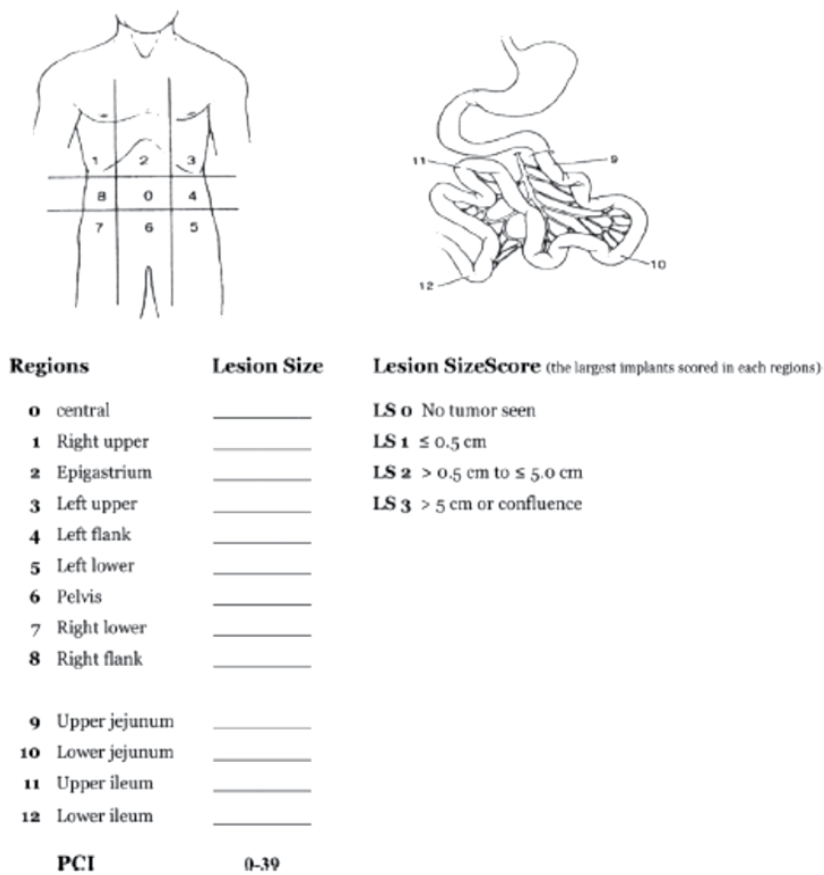 1 2 3
8 0 4
7 6 5
11
9
10
12
Regions
Lesion Size
Lesion SizeScore (the largest implants scored in each regions)
0 central
LS 0 No tumor seen
1 Right upper
LS 1 ≤ 0.5 cm
2 Epigastrium
LS 2 > 0.5 cm to ≤ 5.0 cm
3 Left upper
LS 3 > 5 cm or confluence
4 Left flank
5 Left lower
6 Pelvis
7 Right lower
8 Right flank
9 Upper jejunum
10 Lower jejunum
11 Upper ileum
12 Lower ileum
PCI 0-39